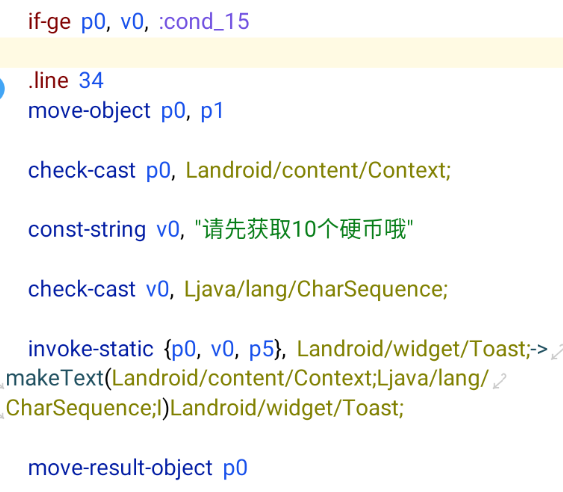 if-ge p0, v0, :cond_15
.line 34
move-object p0, p1
check-cast p0, Landroid/content/Context;
const-string v0, "请先获取10个硬币哦"
check-cast v0, Ljava/lang/CharSequence;
invoke-static {p0, v0, p5}, Landroid/widget/Toast;->
makeText(Landroid/content/Context;Ljava/lang/
CharSequence;I)Landroid/widget/Toast;
move-result-object p0